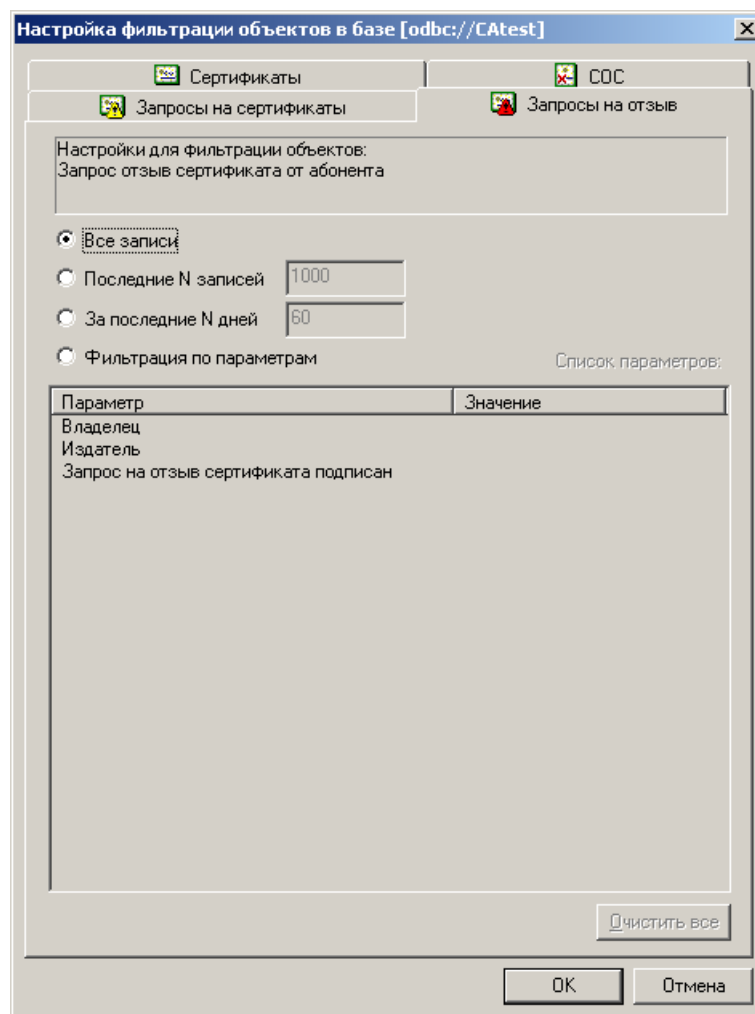 Настройка фильтрации объектов в базе [odbc://CAtest]
Сертификаты
СОС
Запросы на сертификаты
Запросы на отзыв
Настройки для фильтрации объектов:
Запрос отзыв сертификата от абонента
Все записи
Последние N записей
1000
За последние N дней
60
Фильтрация по параметрам
Список параметров:
Параметр
Значение
Владелец
Издатель
Запрос на отзыв сертификата подписан
Очистить все
OK
Отмена